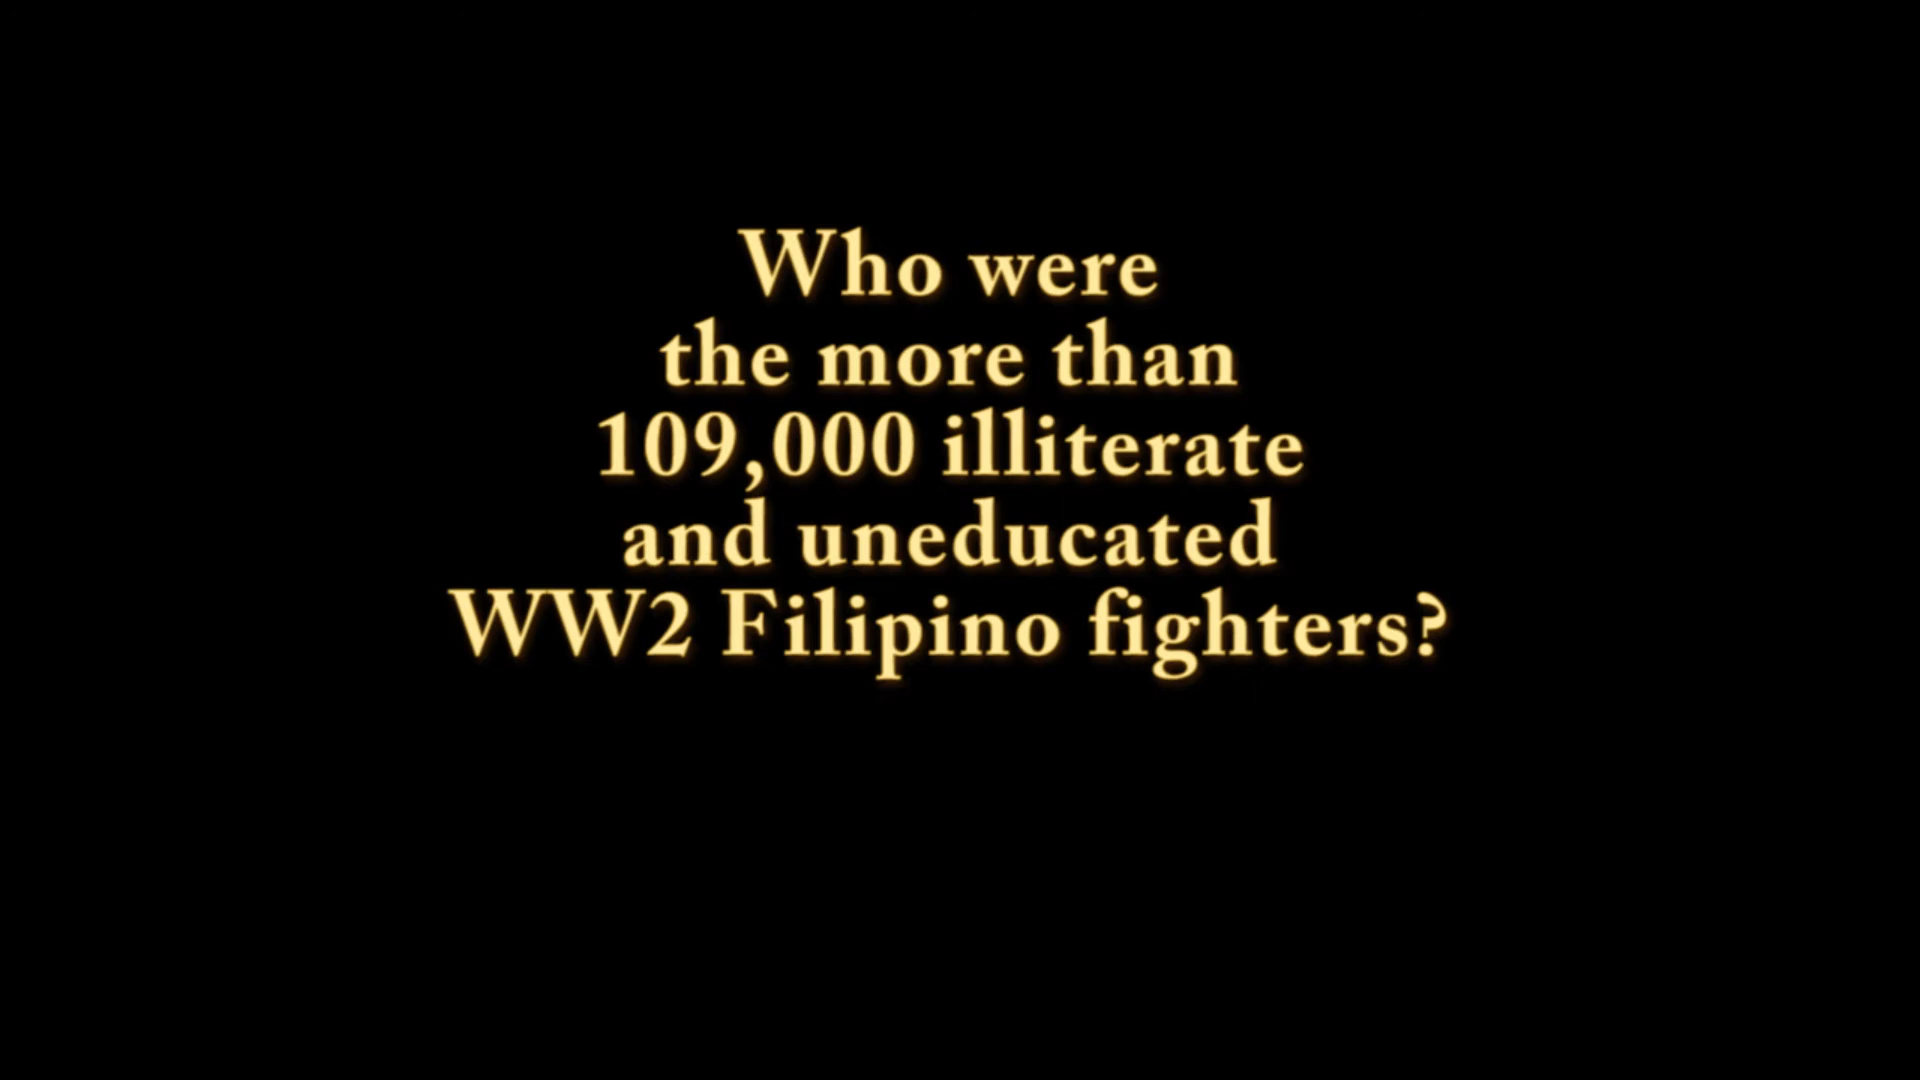 Who were
the more than
109,000 illiterate
and uneducated
WW2 Filipino fighters?